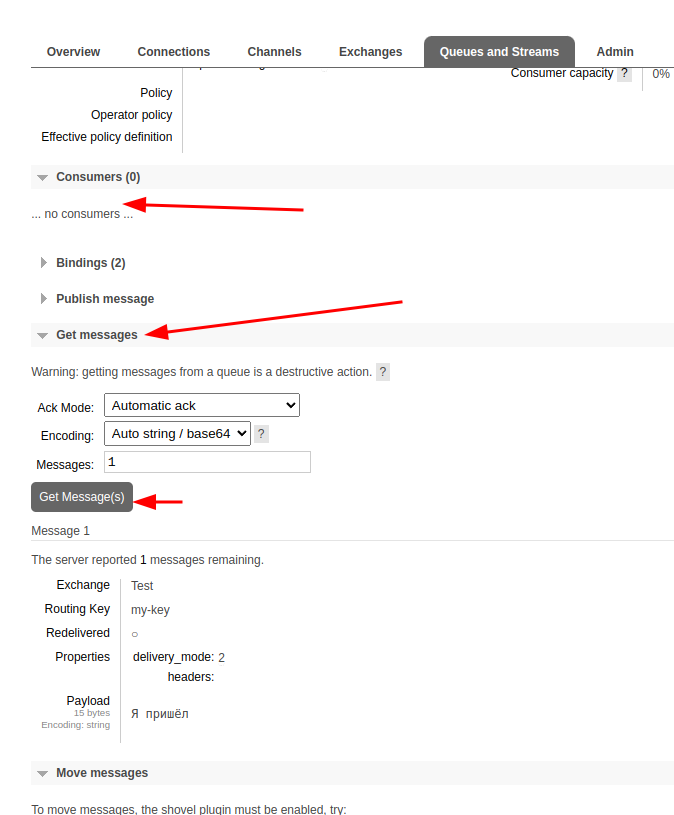 Overview Connections Channels Exchanges Queues and Streams Admin
Consumer capacity ? 0%
Policy
Operator policy
Effective policy definition
Consumers (0)
... no consumers ...
Bindings (2)
Publish message
Get messages
Warning: getting messages from a queue is a destructive action. ?
Ack Mode: Automatic ack
Encoding: Auto string / base64 ?
Messages: 1
Get Message(s)
Message 1
The server reported 1 messages remaining.
Exchange Test
Routing Key my-key
Redelivered ○
Properties delivery_mode: 2
headers:
Payload
15 bytes
Encoding: string
Я пришёл
Move messages
To move messages, the shovel plugin must be enabled, try: